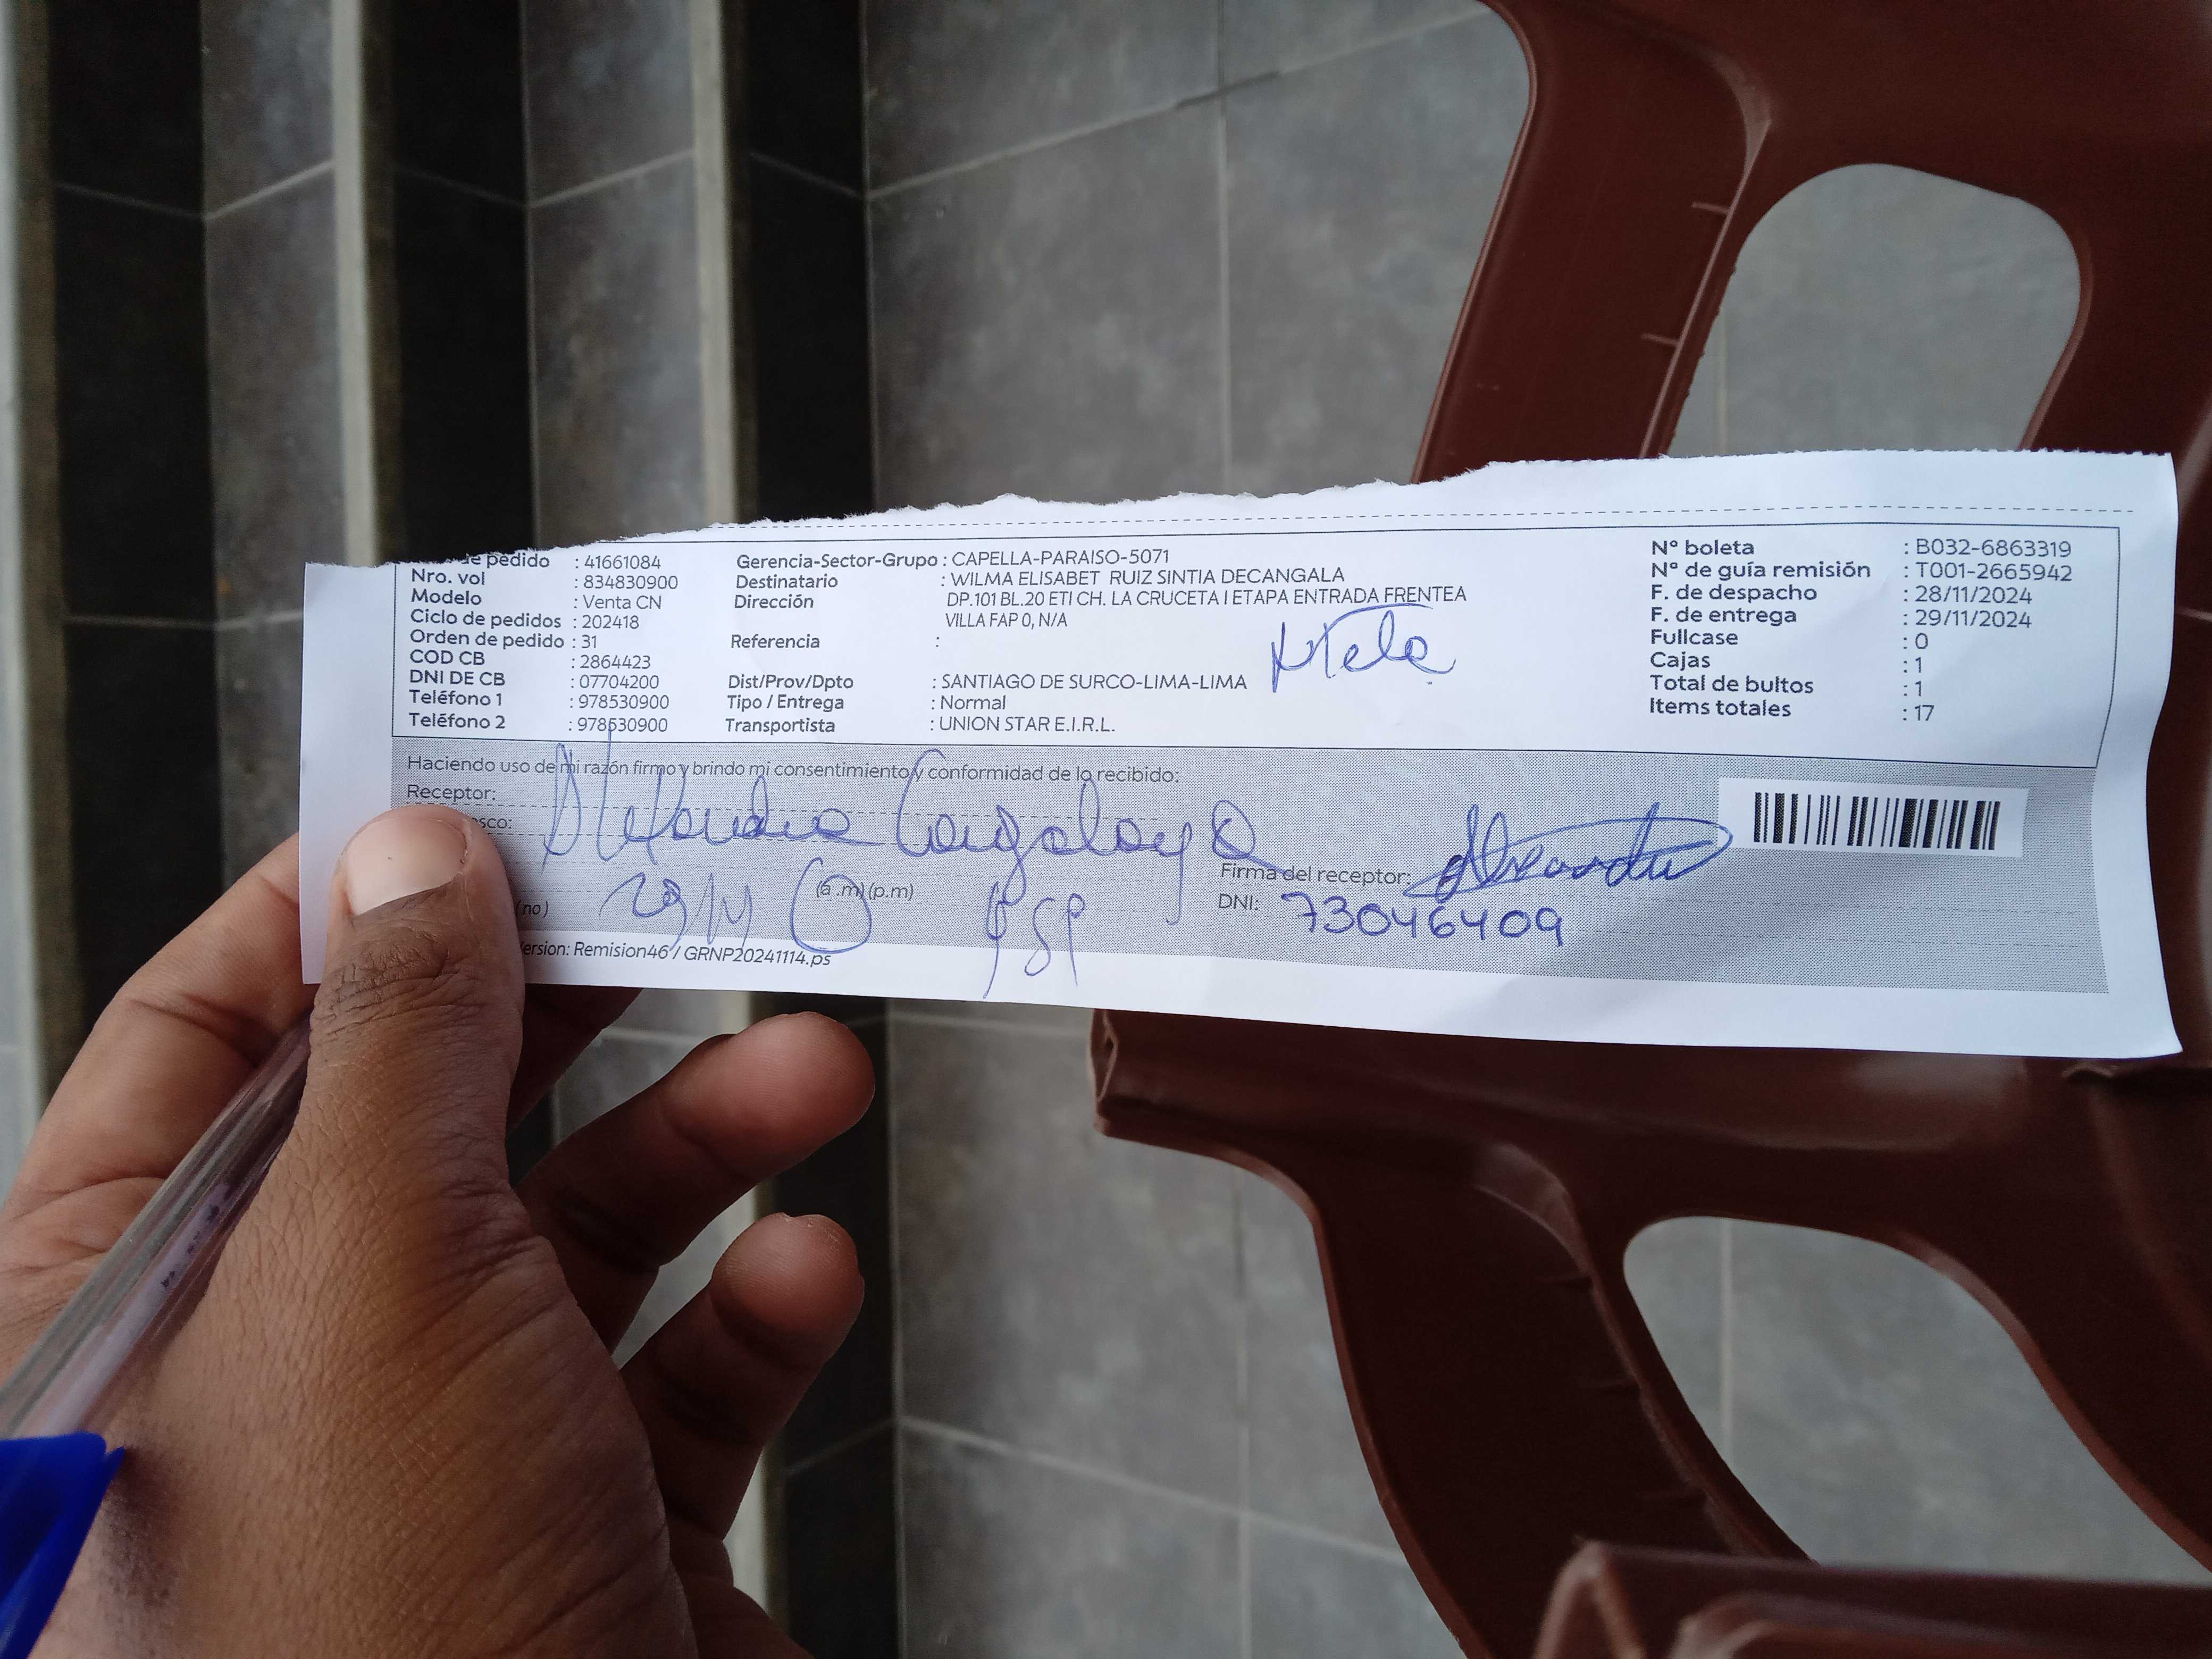 de pedido : 41661084
Nro. vol : 834830900
Modelo : Venta CN
Ciclo de pedidos : 202418
Orden de pedido : 31
COD CB : 2864423
DNI DE CB : 07704200
Teléfono 1 : 978530900
Teléfono 2 : 978530900
Gerencia-Sector-Grupo : CAPELLA-PARAISO-5071
Destinatario : WILMA ELISABET RUIZ SINTIA DECANGALA
Dirección DP.101 BL.20 ETI CH. LA CRUCETA I ETAPA ENTRADA FRENTEA
VILLA FAP 0, N/A
Referencia :
Dist/Prov/Dpto : SANTIAGO DE SURCO-LIMA-LIMA
Tipo / Entrega : Normal
Transportista : UNION STAR E.I.R.L.
Nº boleta : B032-6863319
Nº de guía remisión : T001-2665942
F. de despacho : 28/11/2024
F. de entrega : 29/11/2024
Fullcase : 0
Cajas : 1
Total de bultos : 1
Items totales : 17
Haciendo uso de mi razón firmo y brindo mi consentimiento y conformidad de lo recibido:
Receptor:
sco:
(a .m) (p.m)
Firma del receptor:
(no)
DNI: 73046409
ersion: Remision46 / GRNP20241114.ps